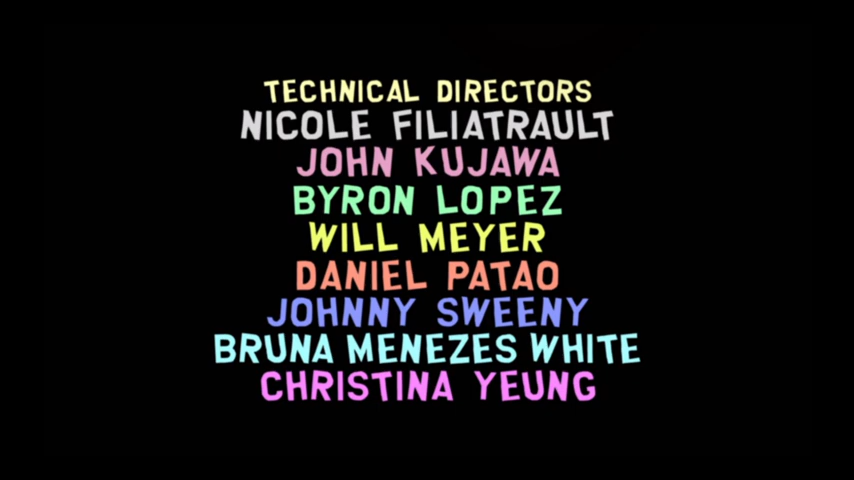 TECHNICAL DIRECTORS
NICOLE FILIATRAULT
JOHN KUJAWA
BYRON LOPEZ
WILL MEYER
DANIEL PATAO
JOHNNY SWEENY
BRUNA MENEZES WHITE
CHRISTINA YEUNG